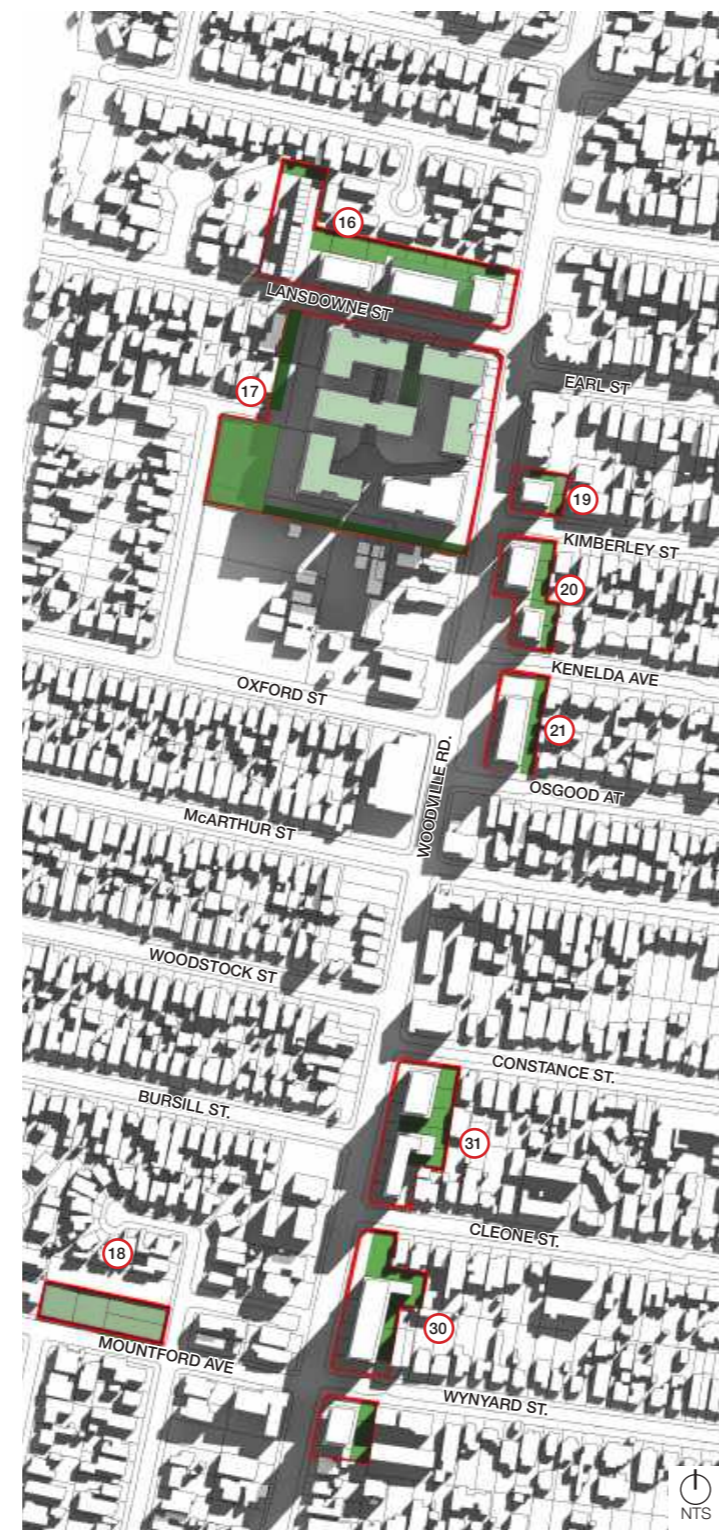 16
LANSDOWNE ST
EARL ST
17
19
KIMBERLEY ST
20
KENELDA AVE
OXFORD ST
21
WOODVILLE RD.
OSGOOD AT
McARTHUR ST
WOODSTOCK ST
CONSTANCE ST.
BURSILL ST.
31
CLEONE ST.
18
30
MOUNTFORD AVE
WYNYARD ST.
NTS